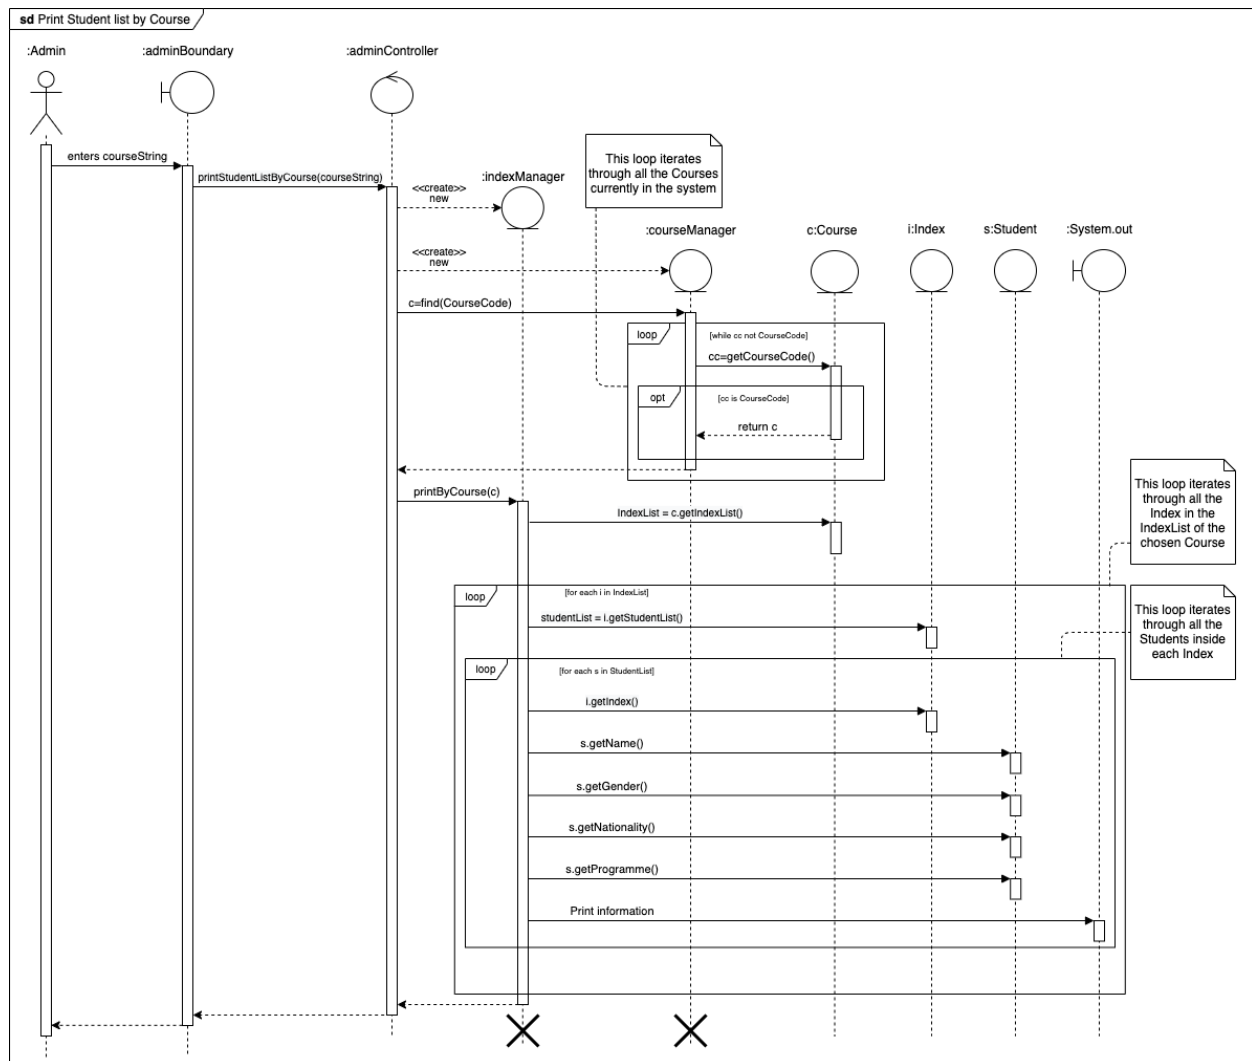 sd Print Student list by Course
:Admin
:adminBoundary
:adminController
enters courseString
printStudentListByCourse(courseString)
<<create>>
new
:indexManager
This loop iterates
through all the Courses
currently in the system
<<create>>
new
:courseManager
c:Course
i:Index
s:Student
:System.out
c=find(CourseCode)
loop
[while cc not CourseCode]
cc=getCourseCode()
opt
[cc is CourseCode]
return c
printByCourse(c)
IndexList = c.getIndexList()
This loop iterates
through all the
Index in the
IndexList of the
chosen Course
loop
[for each i in IndexList]
studentList = i.getStudentList()
This loop iterates
through all the
Students inside
each Index
loop
[for each s in StudentList]
i.getIndex()
s.getName()
s.getGender()
s.getNationality()
s.getProgramme()
Print information